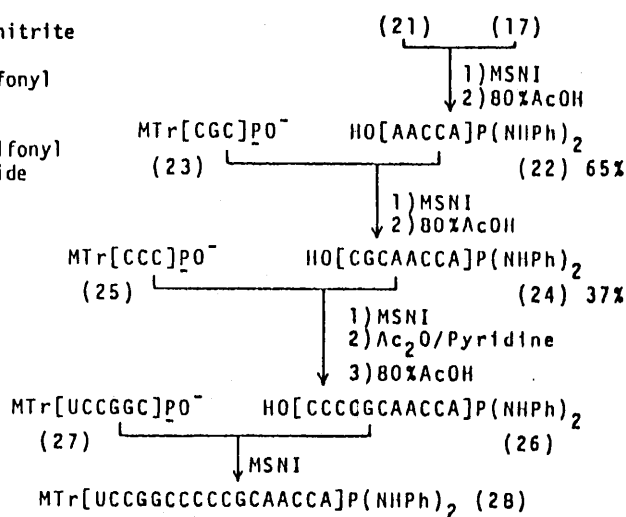 nitrite (21) (17)
fonyl 1)MSNI
2)80%AcOH
lfonyl MTr[CGC]PO⁻ HO[AACCA]P(NHPh)₂
ide (23) (22) 65%
1)MSNI
2)80%AcOH
MTr[CCC]PO⁻ HO[CGCAACCA]P(NHPh)₂
(25) (24) 37%
1)MSNI
2)Ac₂O/Pyridine
3)80%AcOH
MTr[UCCGGC]PO⁻ HO[CCCCGCAACCA]P(NHPh)₂
(27) (26)
MSNI
MTr[UCCGGCCCCCGCAACCA]P(NHPh)₂ (28)